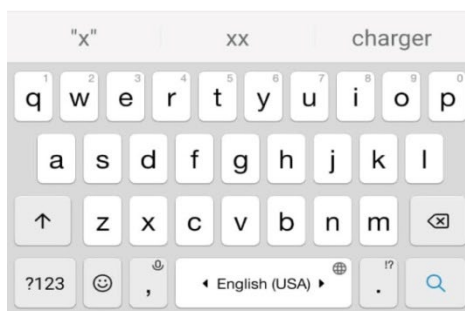 "x" xx charger
1 2 3 4 5 6 7 8 9 0
q w e r t y u i o p
a s d f g h j k l
z x c v b n m
!?
?123 , English (USA) .